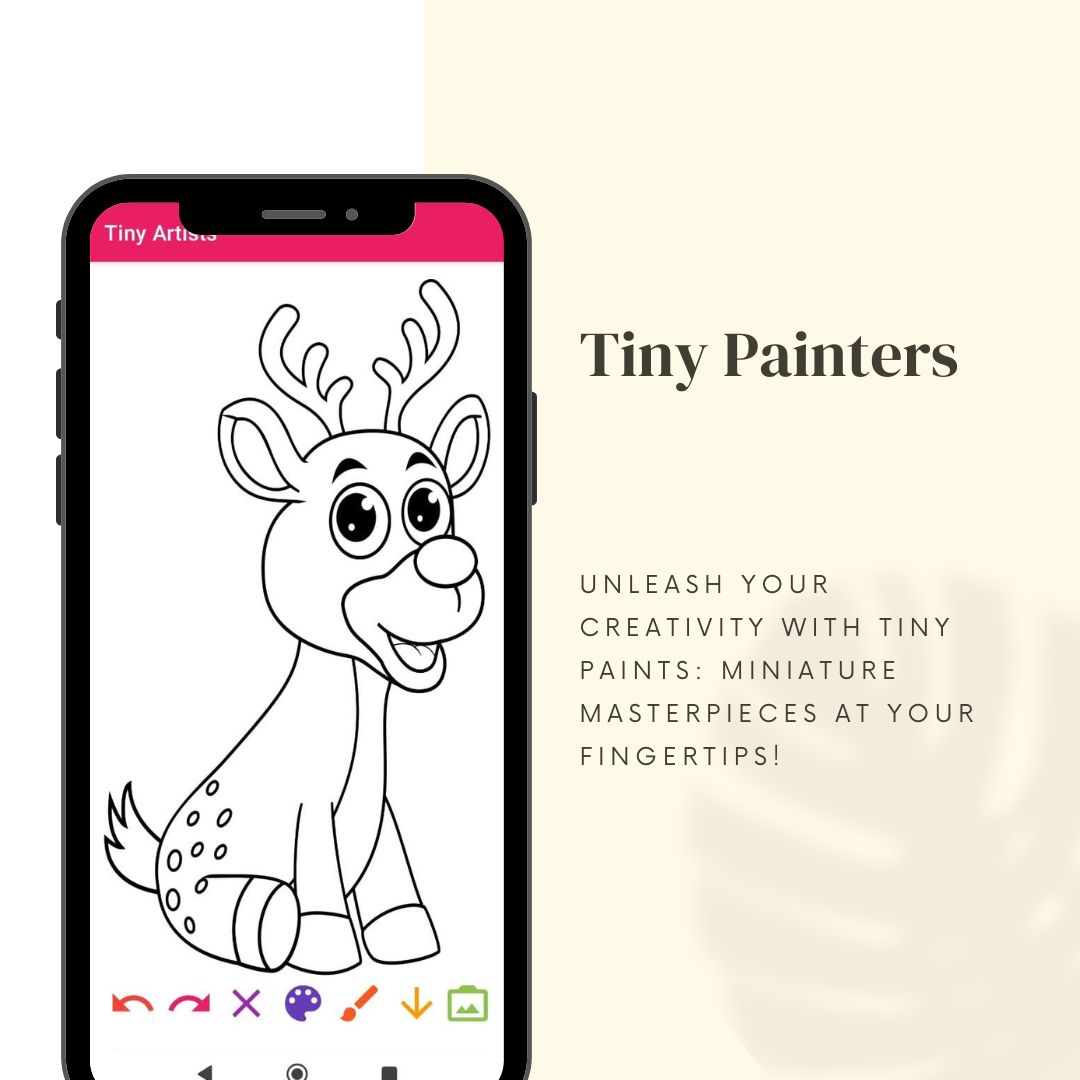 Tiny Artists
Tiny Painters
UNLEASH YOUR
CREATIVITY WITH TINY
PAINTS: MINIATURE
MASTERPIECES AT YOUR
FINGERTIPS!